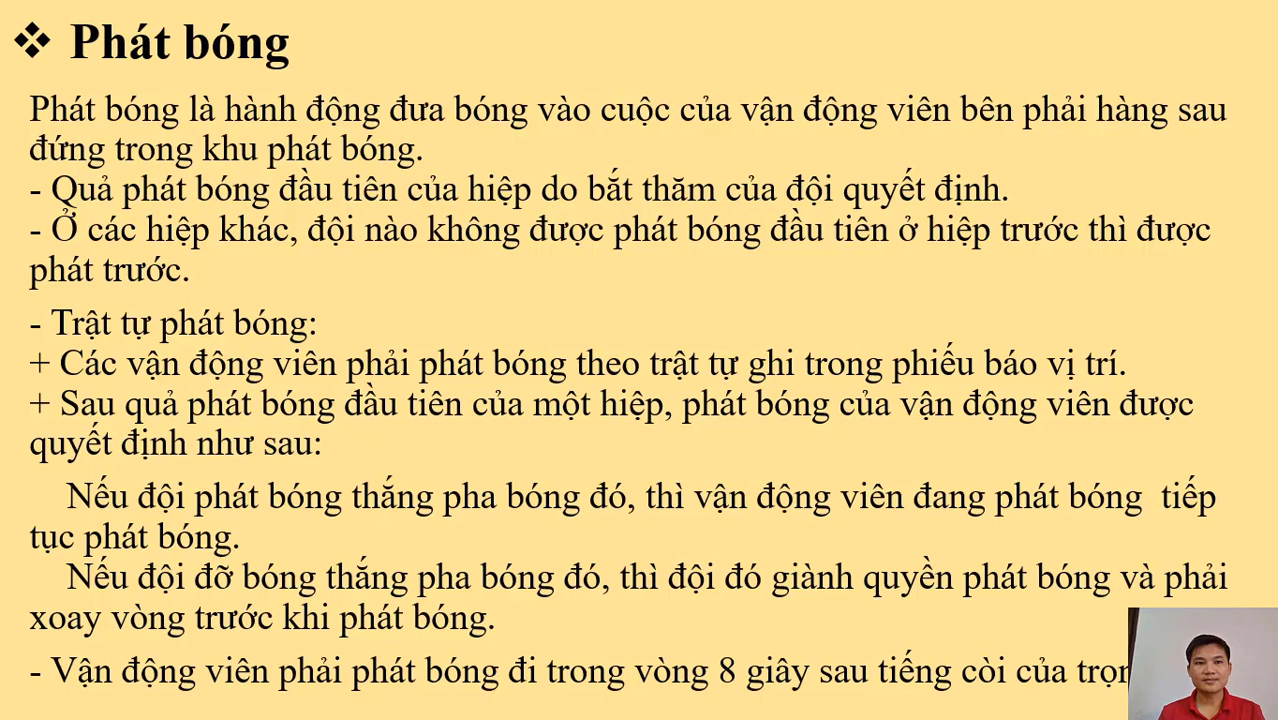 ❖ Phát bóng
Phát bóng là hành động đưa bóng vào cuộc của vận động viên bên phải hàng sau
đứng trong khu phát bóng.
- Quả phát bóng đầu tiên của hiệp do bắt thăm của đội quyết định.
- Ở các hiệp khác, đội nào không được phát bóng đầu tiên ở hiệp trước thì được
phát trước.
- Trật tự phát bóng:
+ Các vận động viên phải phát bóng theo trật tự ghi trong phiếu báo vị trí.
+ Sau quả phát bóng đầu tiên của một hiệp, phát bóng của vận động viên được
quyết định như sau:
Nếu đội phát bóng thắng pha bóng đó, thì vận động viên đang phát bóng tiếp
tục phát bóng.
Nếu đội đỡ bóng thắng pha bóng đó, thì đội đó giành quyền phát bóng và phải
xoay vòng trước khi phát bóng.
- Vận động viên phải phát bóng đi trong vòng 8 giây sau tiếng còi của